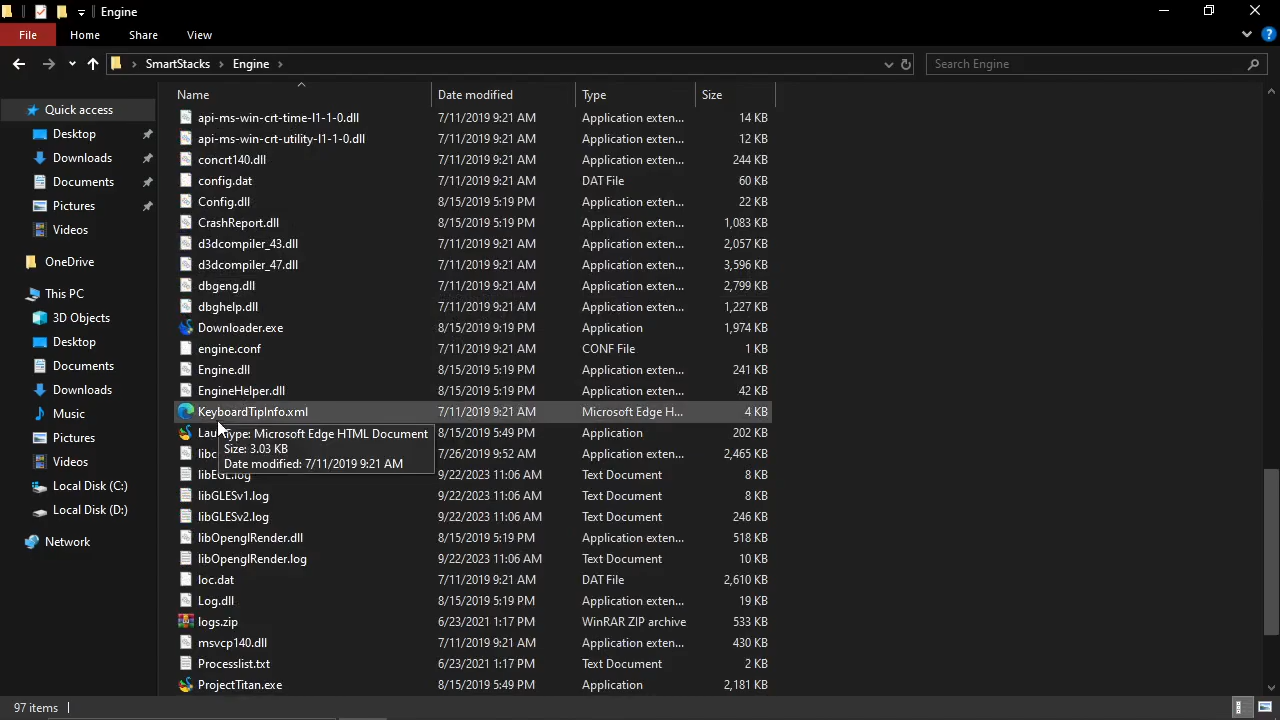 Engine
File Home Share View
SmartStacks Engine Search Engine
Name Date modified Type Size
Quick access
Desktop
Downloads
Documents
Pictures
Videos
OneDrive
This PC
3D Objects
Desktop
Documents
Downloads
Music
Pictures
Videos
Local Disk (C:)
Local Disk (D:)
Network
api-ms-win-crt-time-l1-1-0.dll 7/11/2019 9:21 AM Application exten... 14 KB
api-ms-win-crt-utility-l1-1-0.dll 7/11/2019 9:21 AM Application exten... 12 KB
concrt140.dll 7/11/2019 9:21 AM Application exten... 244 KB
config.dat 7/11/2019 9:21 AM DAT File 60 KB
Config.dll 8/15/2019 5:19 PM Application exten... 22 KB
CrashReport.dll 8/15/2019 5:19 PM Application exten... 1,083 KB
d3dcompiler_43.dll 7/11/2019 9:21 AM Application exten... 2,057 KB
d3dcompiler_47.dll 7/11/2019 9:21 AM Application exten... 3,596 KB
dbgeng.dll 7/11/2019 9:21 AM Application exten... 2,799 KB
dbghelp.dll 7/11/2019 9:21 AM Application exten... 1,227 KB
Downloader.exe 8/15/2019 9:19 PM Application 1,974 KB
engine.conf 7/11/2019 9:21 AM CONF File 1 KB
Engine.dll 8/15/2019 5:19 PM Application exten... 241 KB
EngineHelper.dll 8/15/2019 5:19 PM Application exten... 42 KB
KeyboardTipInfo.xml 7/11/2019 9:21 AM Microsoft Edge H... 4 KB
Lau 8/15/2019 5:49 PM Application 202 KB
Type: Microsoft Edge HTML Document
Size: 3.03 KB
Date modified: 7/11/2019 9:21 AM
libc 7/26/2019 9:52 AM Application exten... 2,465 KB
libEGL.log 9/22/2023 11:06 AM Text Document 8 KB
libGLESv1.log 9/22/2023 11:06 AM Text Document 8 KB
libGLESv2.log 9/22/2023 11:06 AM Text Document 246 KB
libOpenglRender.dll 8/15/2019 5:19 PM Application exten... 518 KB
libOpenglRender.log 9/22/2023 11:06 AM Text Document 10 KB
loc.dat 7/11/2019 9:21 AM DAT File 2,610 KB
Log.dll 8/15/2019 5:19 PM Application exten... 19 KB
logs.zip 6/23/2021 1:17 PM WinRAR ZIP archive 533 KB
msvcp140.dll 7/11/2019 9:21 AM Application exten... 430 KB
Processlist.txt 6/23/2021 1:17 PM Text Document 2 KB
ProjectTitan.exe 8/15/2019 5:49 PM Application 2,181 KB
97 items